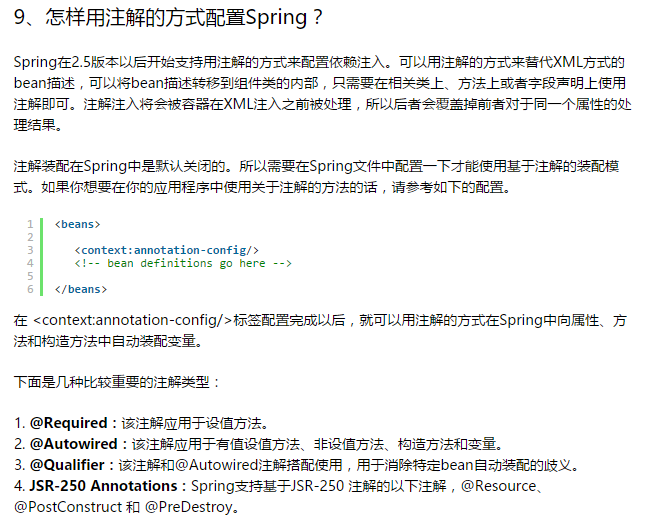 9、怎样用注解的方式配置Spring？
Spring在2.5版本以后开始支持用注解的方式来配置依赖注入。可以用注解的方式来替代XML方式的
bean描述，可以将bean描述转移到组件类的内部，只需要在相关类上、方法上或者字段声明上使用
注解即可。注解注入将会被容器在XML注入之前被处理，所以后者会覆盖掉前者对于同一个属性的处
理结果。
注解装配在Spring中是默认关闭的。所以需要在Spring文件中配置一下才能使用基于注解的装配模
式。如果你想要在你的应用程序中使用关于注解的方法的话，请参考如下的配置。
1 <beans>
2
3 <context:annotation-config/>
4 <!-- bean definitions go here -->
5
6 </beans>
在 <context:annotation-config/>标签配置完成以后，就可以用注解的方式在Spring中向属性、方
法和构造方法中自动装配变量。
下面是几种比较重要的注解类型：
1. @Required：该注解应用于设值方法。
2. @Autowired：该注解应用于有值设值方法、非设值方法、构造方法和变量。
3. @Qualifier：该注解和@Autowired注解搭配使用，用于消除特定bean自动装配的歧义。
4. JSR-250 Annotations：Spring支持基于JSR-250 注解的以下注解，@Resource、
@PostConstruct 和 @PreDestroy。